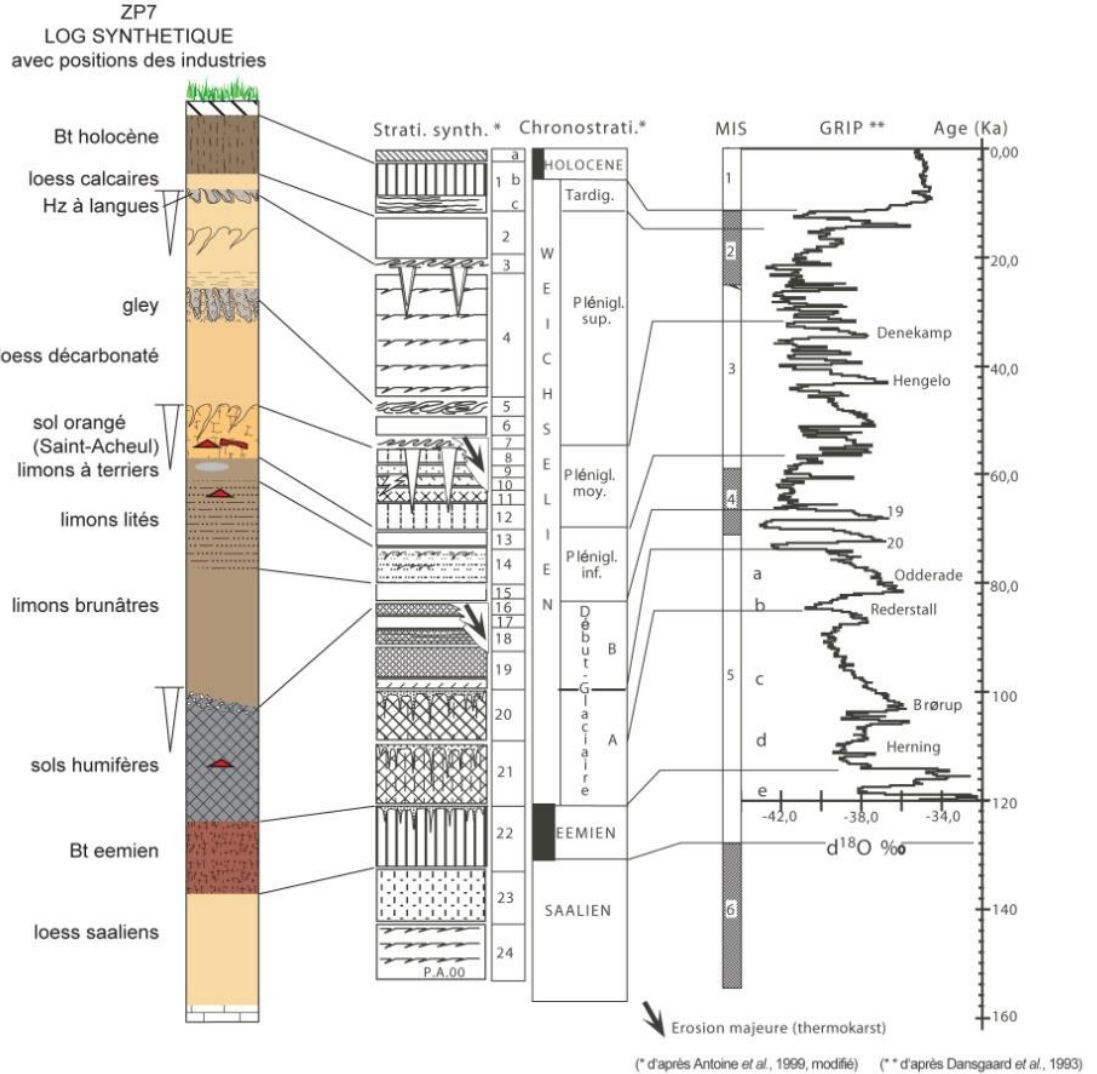 ZP7
LOG SYNTHETIQUE
avec positions des industries
Bt holocène
loess calcaires
Hz à langues
gley
oess décarbonaté
sol orangé
(Saint-Acheul)
limons à terriers
limons lités
limons brunâtres
sols humifères
Bt eemien
loess saaliens
Strati. synth. *
a
1 b
c
2
3
4
5
6
7
8
9
10
11
12
13
14
15
16
17
18
19
20
21
22
23
24
P.A.00
Chronostrati.*
HOLOCENE
Tardig.
WEICHSELIEN
Plénigl.
sup.
Plénigl.
moy.
Plénigl.
inf.
Début-Glaciaire
B
A
EEMIEN
SAALIEN
MIS
1
2
3
4
5
a
b
c
d
e
6
GRIP **
Denekamp
Hengelo
19
20
Odderade
Rederstall
Brørup
Herning
-42,0 -38,0 -34,0
d18O ‰
Age (Ka)
0,00
20,0
40,0
60,0
80,0
100
120
140
160
Erosion majeure (thermokarst)
(* d'après Antoine et al., 1999, modifié) (** d'après Dansgaard et al., 1993)